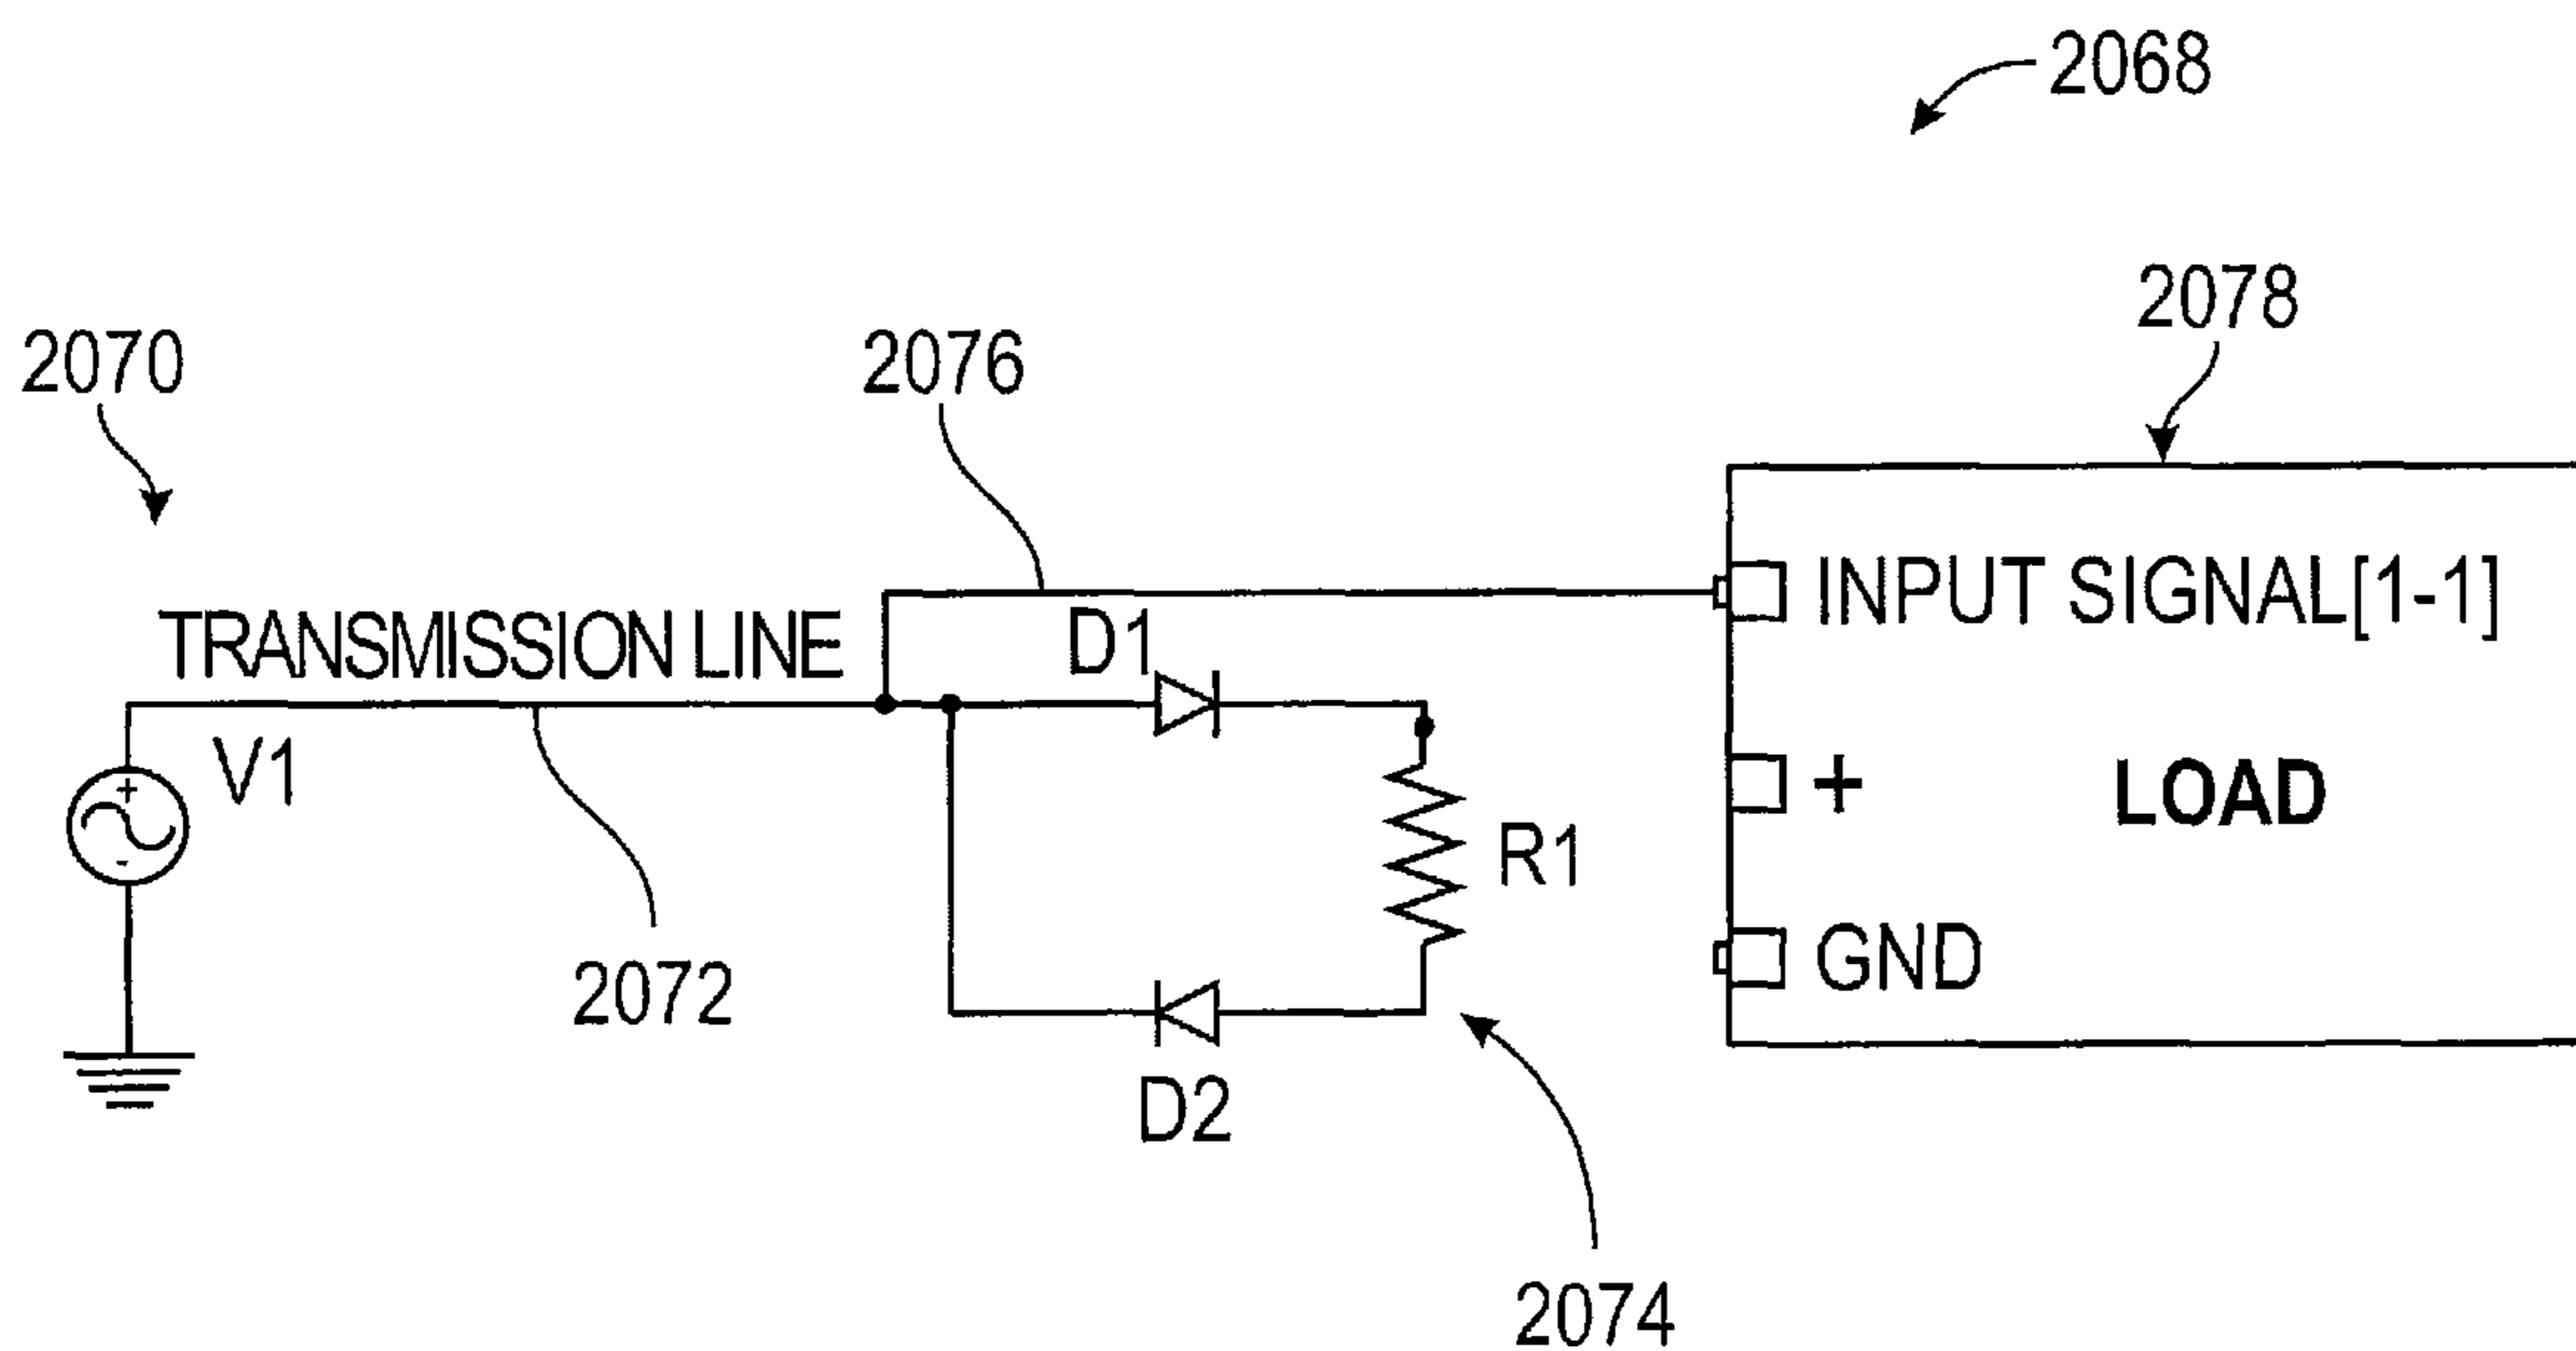 2068
2078
2070
2076
INPUT SIGNAL[1-1]
TRANSMISSION LINE
D1
V1
+
-
+
LOAD
R1
GND
2072
D2
2074